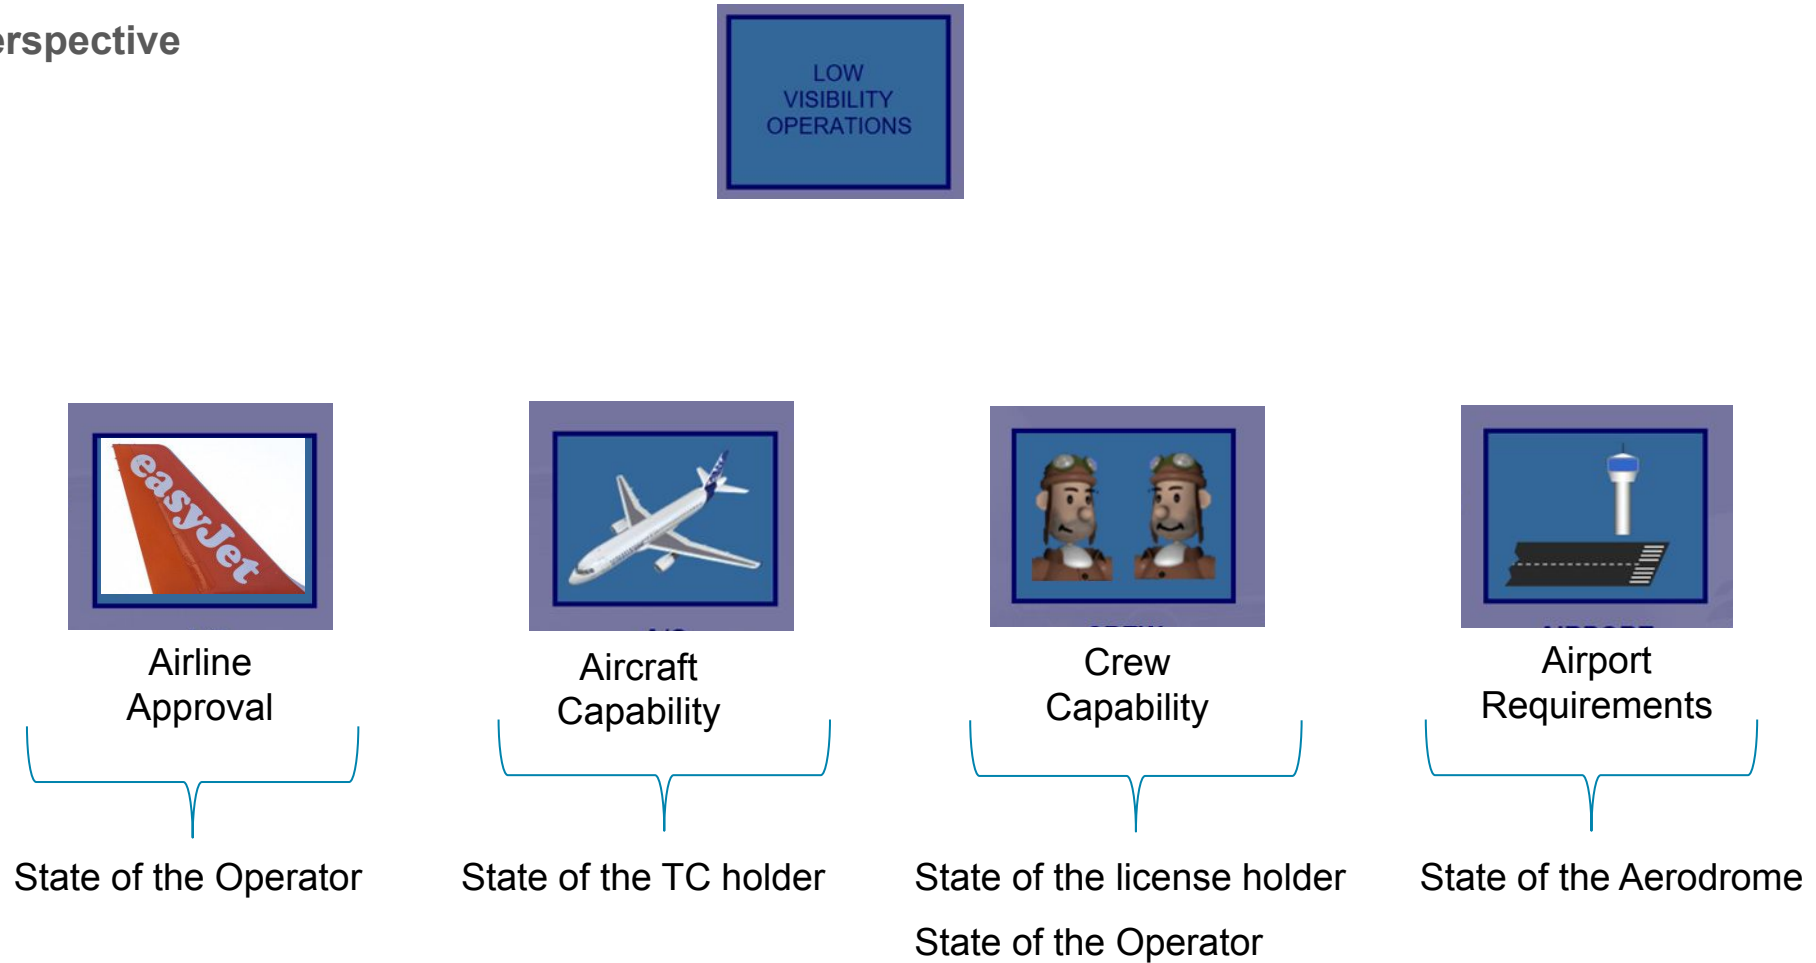 erspective
LOW
VISIBILITY
OPERATIONS
easyJet
Airline
Approval
Aircraft
Capability
Crew
Capability
Airport
Requirements
State of the Operator
State of the TC holder
State of the license holder
State of the Operator
State of the Aerodrome